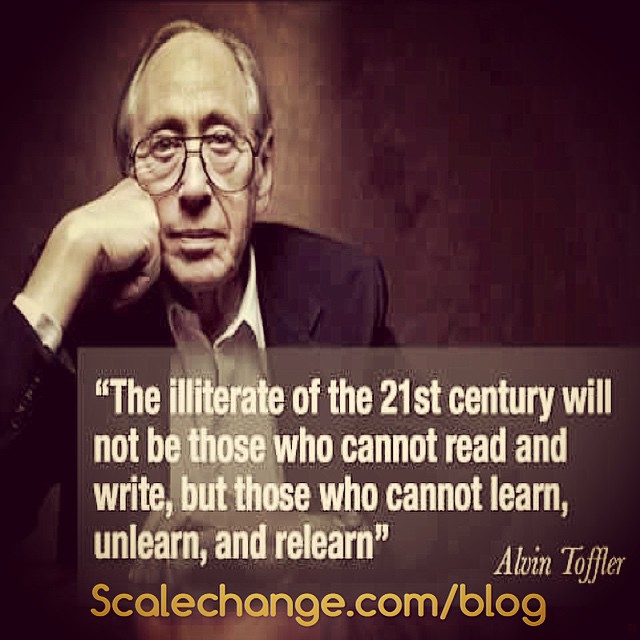 “The illiterate of the 21st century will
not be those who cannot read and
write, but those who cannot learn,
unlearn, and relearn”
Alvin Toffler
Scalechange.com/blog